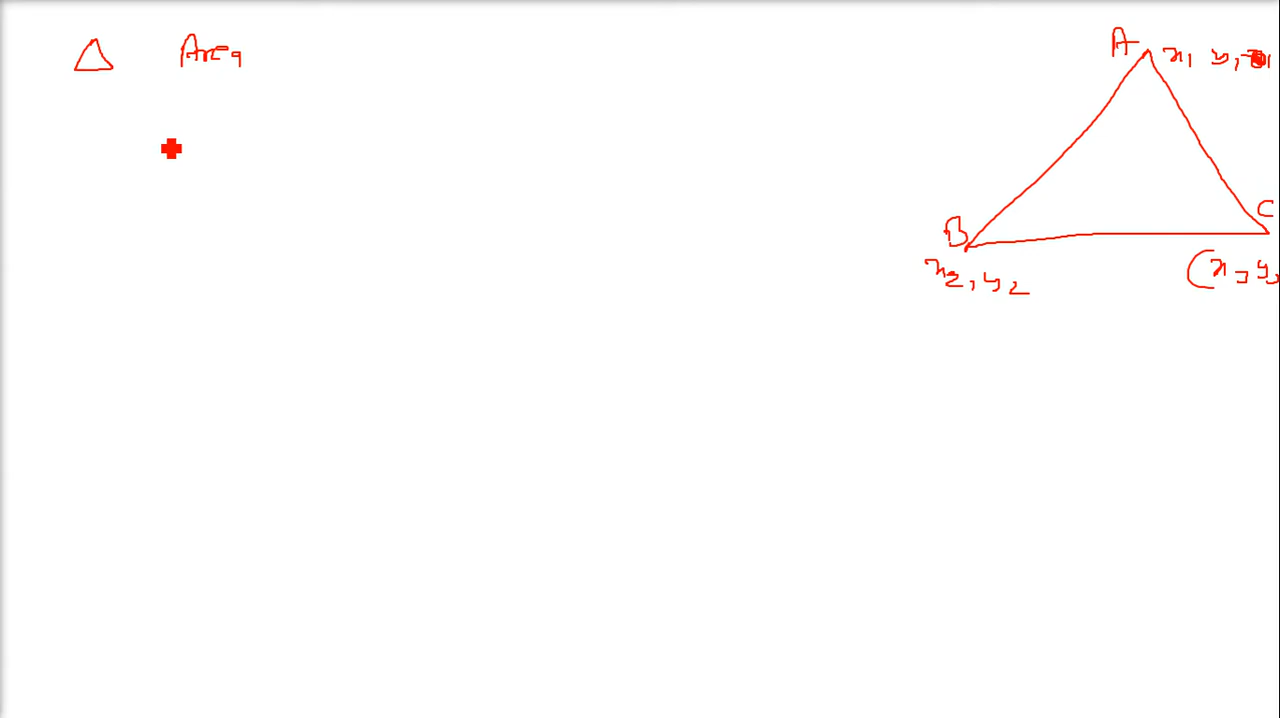 △ Area
A x1 y1
B
C
x2, y2
(x3 y3